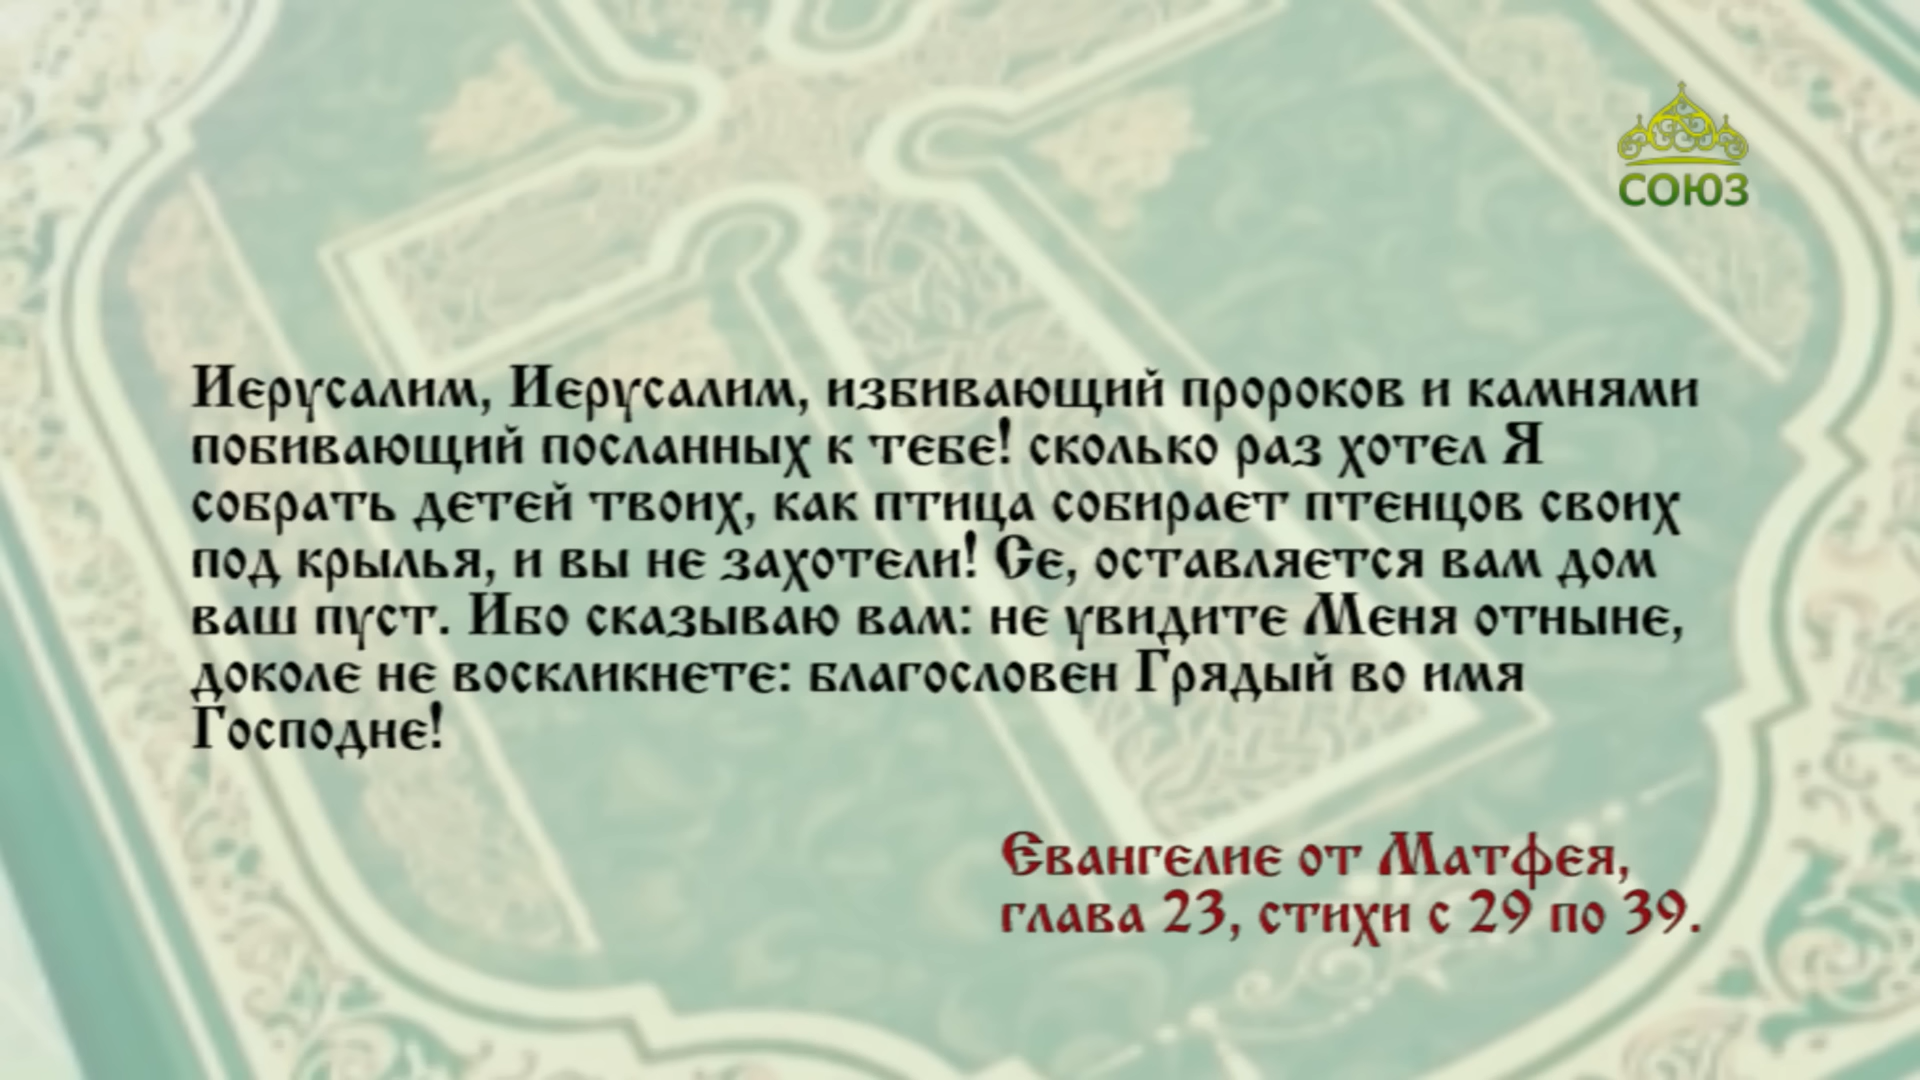 СОЮЗ
Иерусалим, Иерусалим, избивающий пророков и камнями
побивающий посланных к тебе! сколько раз хотел Я
собрать детей твоих, как птица собирает птенцов своих
под крылья, и вы не захотели! Се, оставляется вам дом
ваш пуст. Ибо сказываю вам: не увидите Меня отныне,
доколе не воскликнете: благословен Грядый во имя
Господне!
Евангелие от Матфея,
глава 23, стихи с 29 по 39.